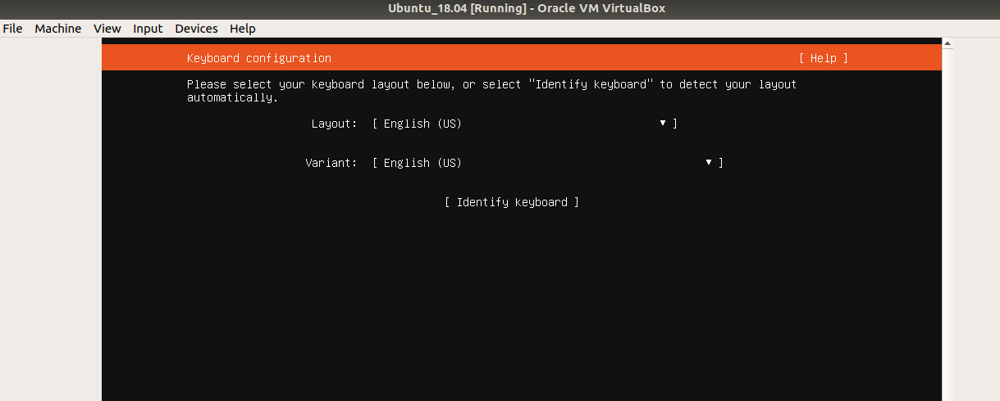 Ubuntu_18.04 [Running] - Oracle VM VirtualBox
File Machine View Input Devices Help
Keyboard configuration [ Help ]
Please select your keyboard layout below, or select "Identify keyboard" to detect your layout
automatically.
Layout: [ English (US) ▾ ]
Variant: [ English (US) ▾ ]
[ Identify keyboard ]